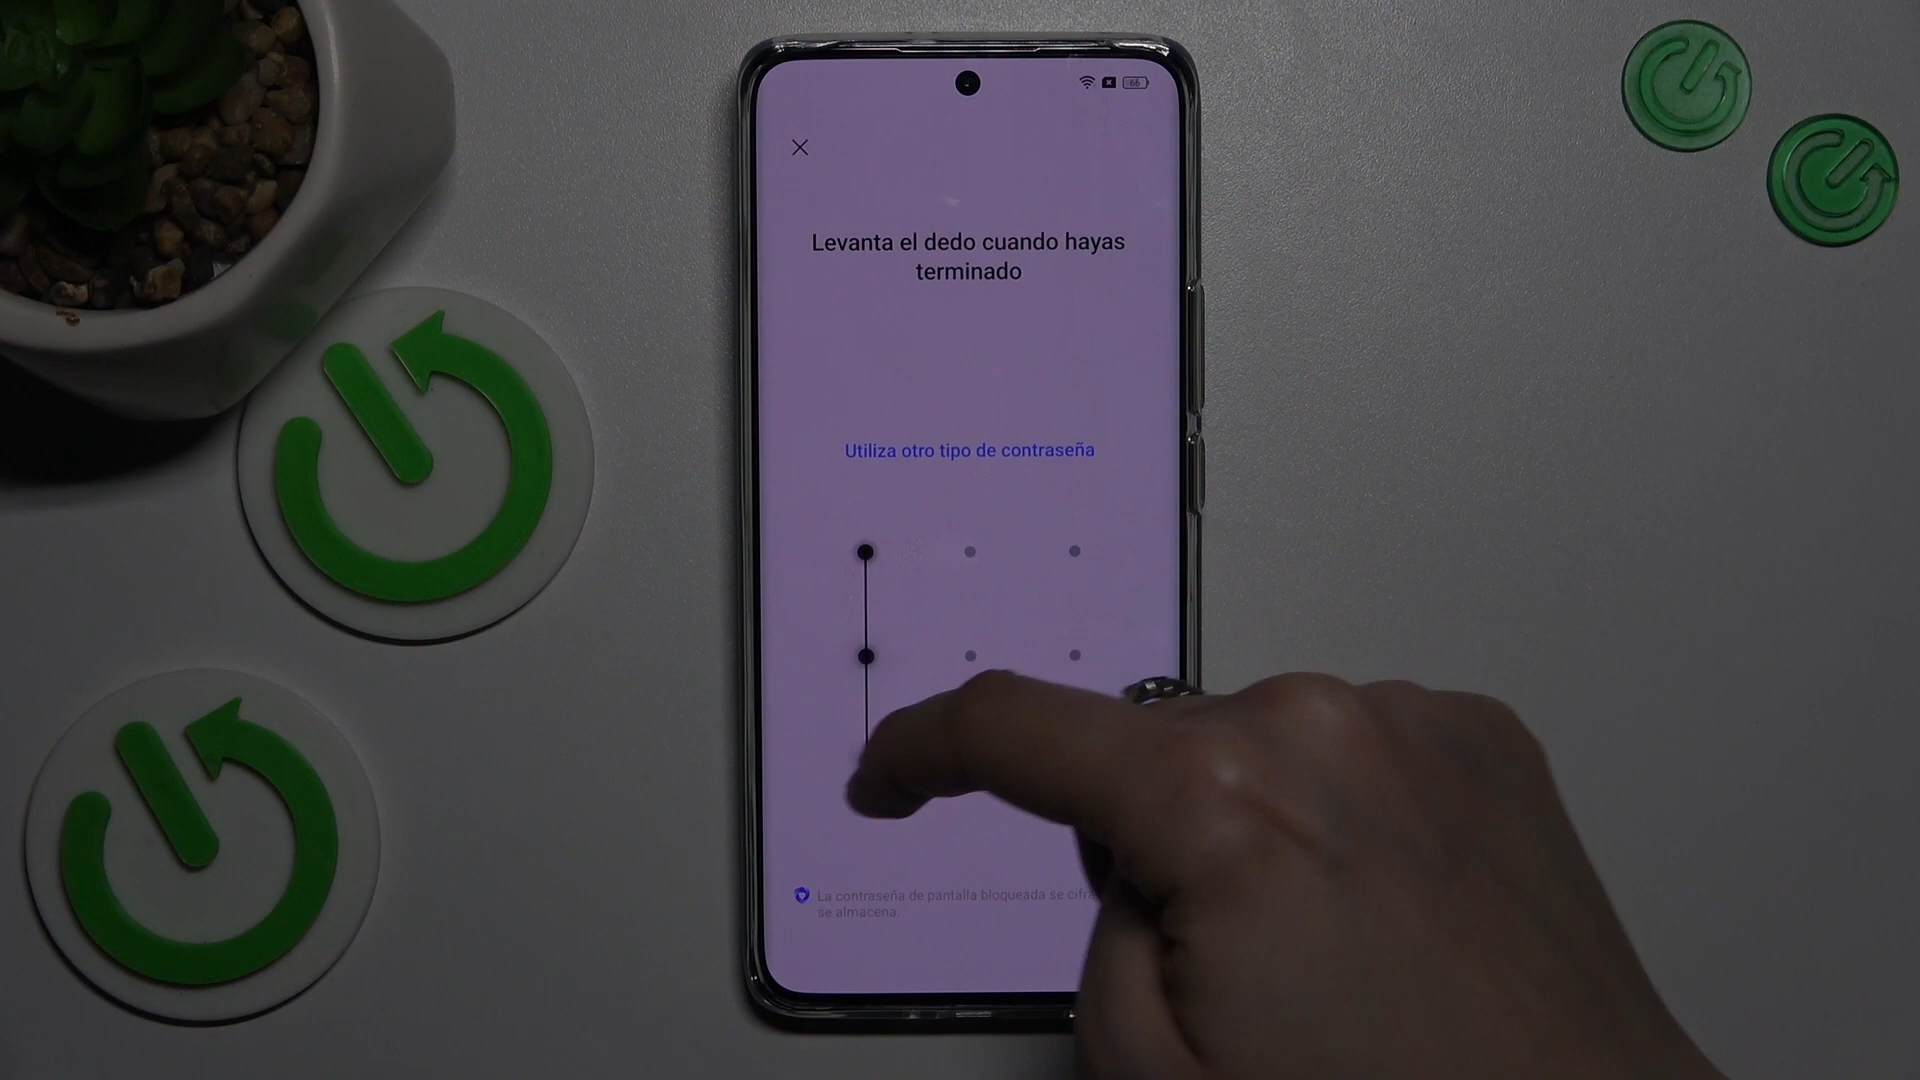 66
Levanta el dedo cuando hayas
terminado
Utiliza otro tipo de contraseña
La contraseña de pantalla bloqueada se cifra
se almacena.